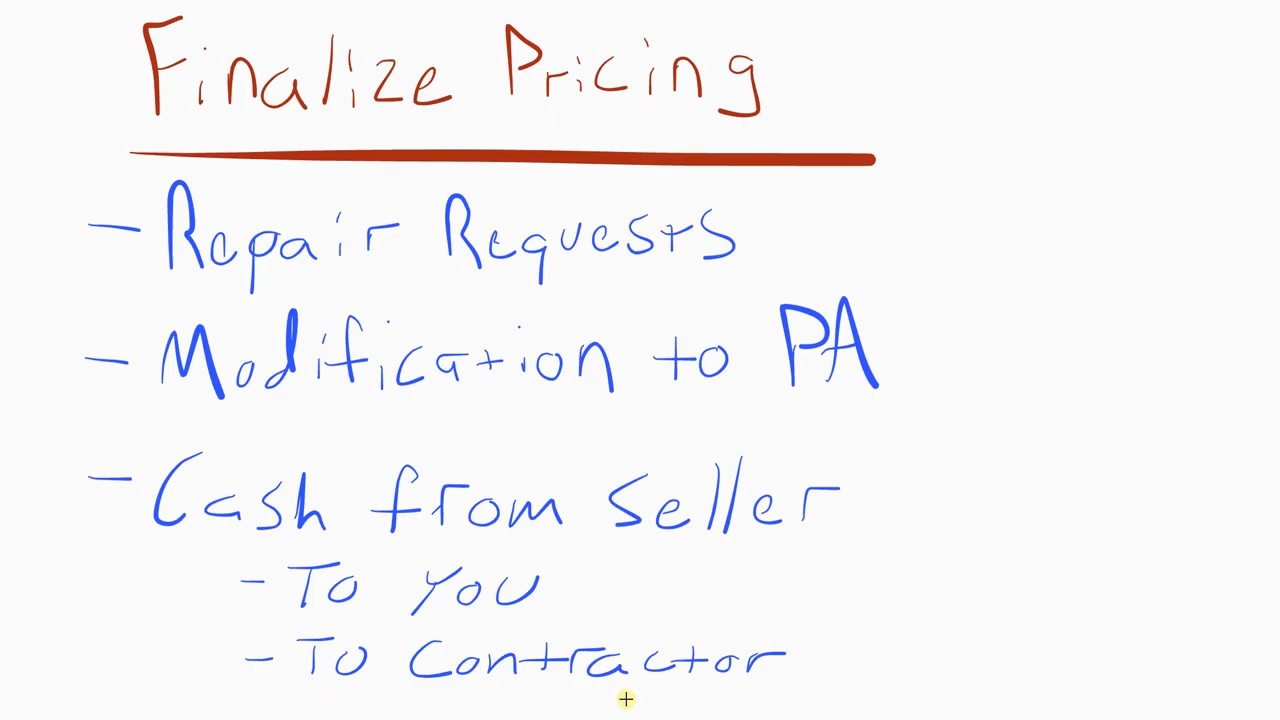 Finalize Pricing
- Repair Requests
- Modification to PA
- Cash from seller
- To You
- To Contractor